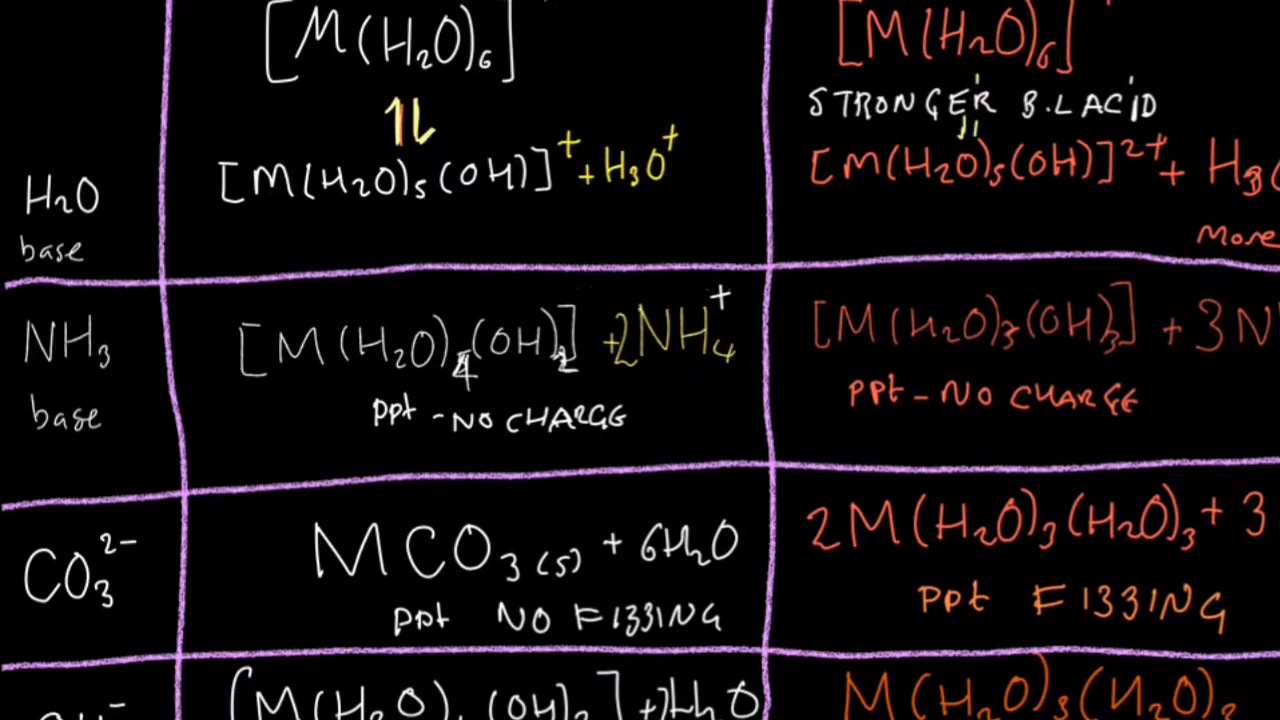 [M(H2O)6]
[M(H2O)6]
STRONGER B.L ACID
[M(H2O)5(OH)]+ + H3O+
[M(H2O)5(OH)]2+ + H3
H2O
base
More
NH3
base
[M(H2O)4(OH)2] +2NH4+
ppt - NO CHARGE
[M(H2O)3(OH)3] + 3N
ppt - NO CHARGE
CO3 2-
MCO3(s) + 6H2O
ppt NO FIZZING
2M(H2O)3(H2O)3 + 3
ppt FIZZING
[M(H2O) (OH)2] +2H2O
M(H2O)3(H2O)3